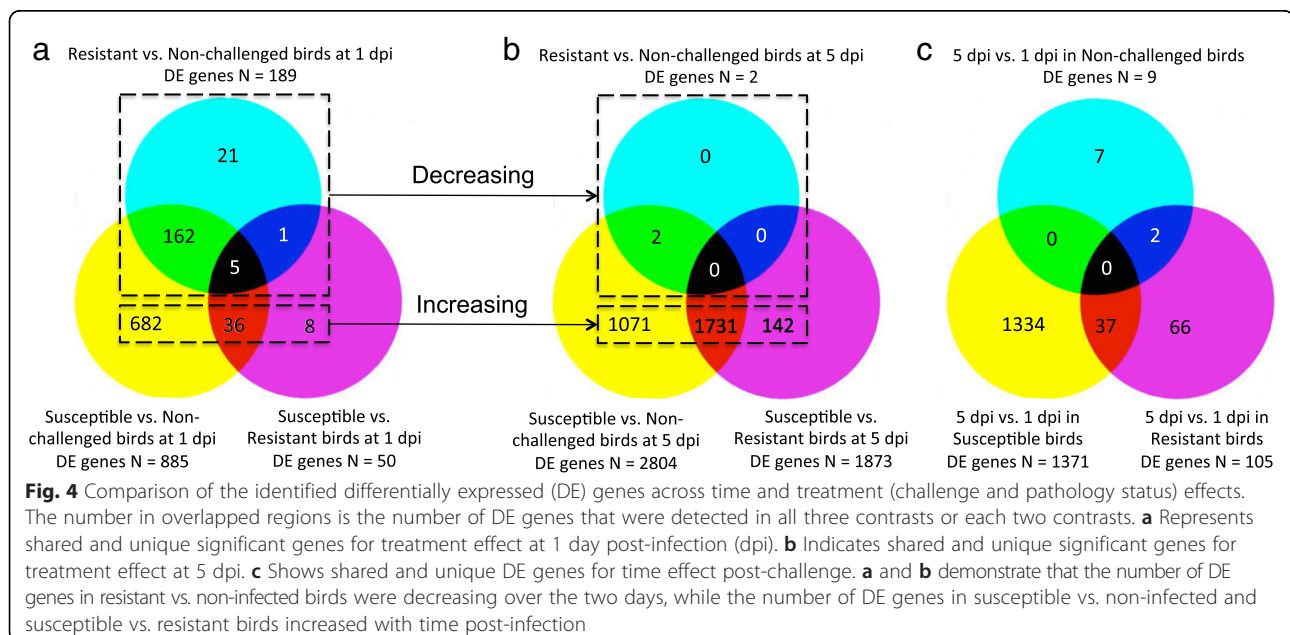 a
Resistant vs. Non-challenged birds at 1 dpi
DE genes N = 189
21
162
1
5
682
36
8
Susceptible vs. Non-
challenged birds at 1 dpi
DE genes N = 885
Susceptible vs.
Resistant birds at 1 dpi
DE genes N = 50
Decreasing
Increasing
b
Resistant vs. Non-challenged birds at 5 dpi
DE genes N = 2
0
2
0
0
1071
1731
142
Susceptible vs. Non-
challenged birds at 5 dpi
DE genes N = 2804
Susceptible vs.
Resistant birds at 5 dpi
DE genes N = 1873
c
5 dpi vs. 1 dpi in Non-challenged birds
DE genes N = 9
7
0
2
0
1334
37
66
5 dpi vs. 1 dpi in
Susceptible birds
DE genes N = 1371
5 dpi vs. 1 dpi in
Resistant birds
DE genes N = 105
Fig. 4 Comparison of the identified differentially expressed (DE) genes across time and treatment (challenge and pathology status) effects.
The number in overlapped regions is the number of DE genes that were detected in all three contrasts or each two contrasts. a Represents
shared and unique significant genes for treatment effect at 1 day post-infection (dpi). b Indicates shared and unique significant genes for
treatment effect at 5 dpi. c Shows shared and unique DE genes for time effect post-challenge. a and b demonstrate that the number of DE
genes in resistant vs. non-infected birds were decreasing over the two days, while the number of DE genes in susceptible vs. non-infected and
susceptible vs. resistant birds increased with time post-infection